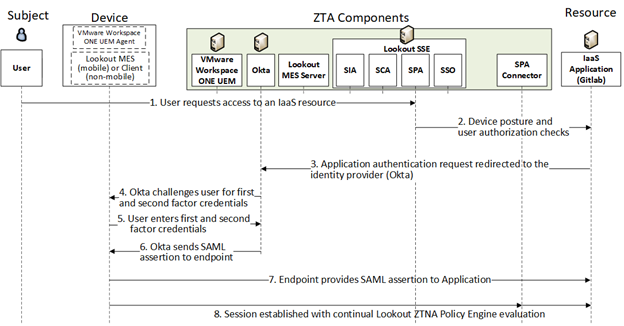 Subject
Device
ZTA Components
Resource
VMware Workspace
ONE UEM Agent
Lookout MES
(mobile) or Client
(non-mobile)
User
VMware
Workspace
ONE UEM
Okta
Lookout
MES Server
Lookout SSE
SIA
SCA
SPA
SSO
SPA
Connector
IaaS
Application
(Gitlab)
1. User requests access to an IaaS resource
2. Device posture and
user authorization checks
3. Application authentication request redirected to the
identity provider (Okta)
4. Okta challenges user for first
and second factor credentials
5. User enters first and second
factor credentials
6. Okta sends SAML
assertion to endpoint
7. Endpoint provides SAML assertion to Application
8. Session established with continual Lookout ZTNA Policy Engine evaluation